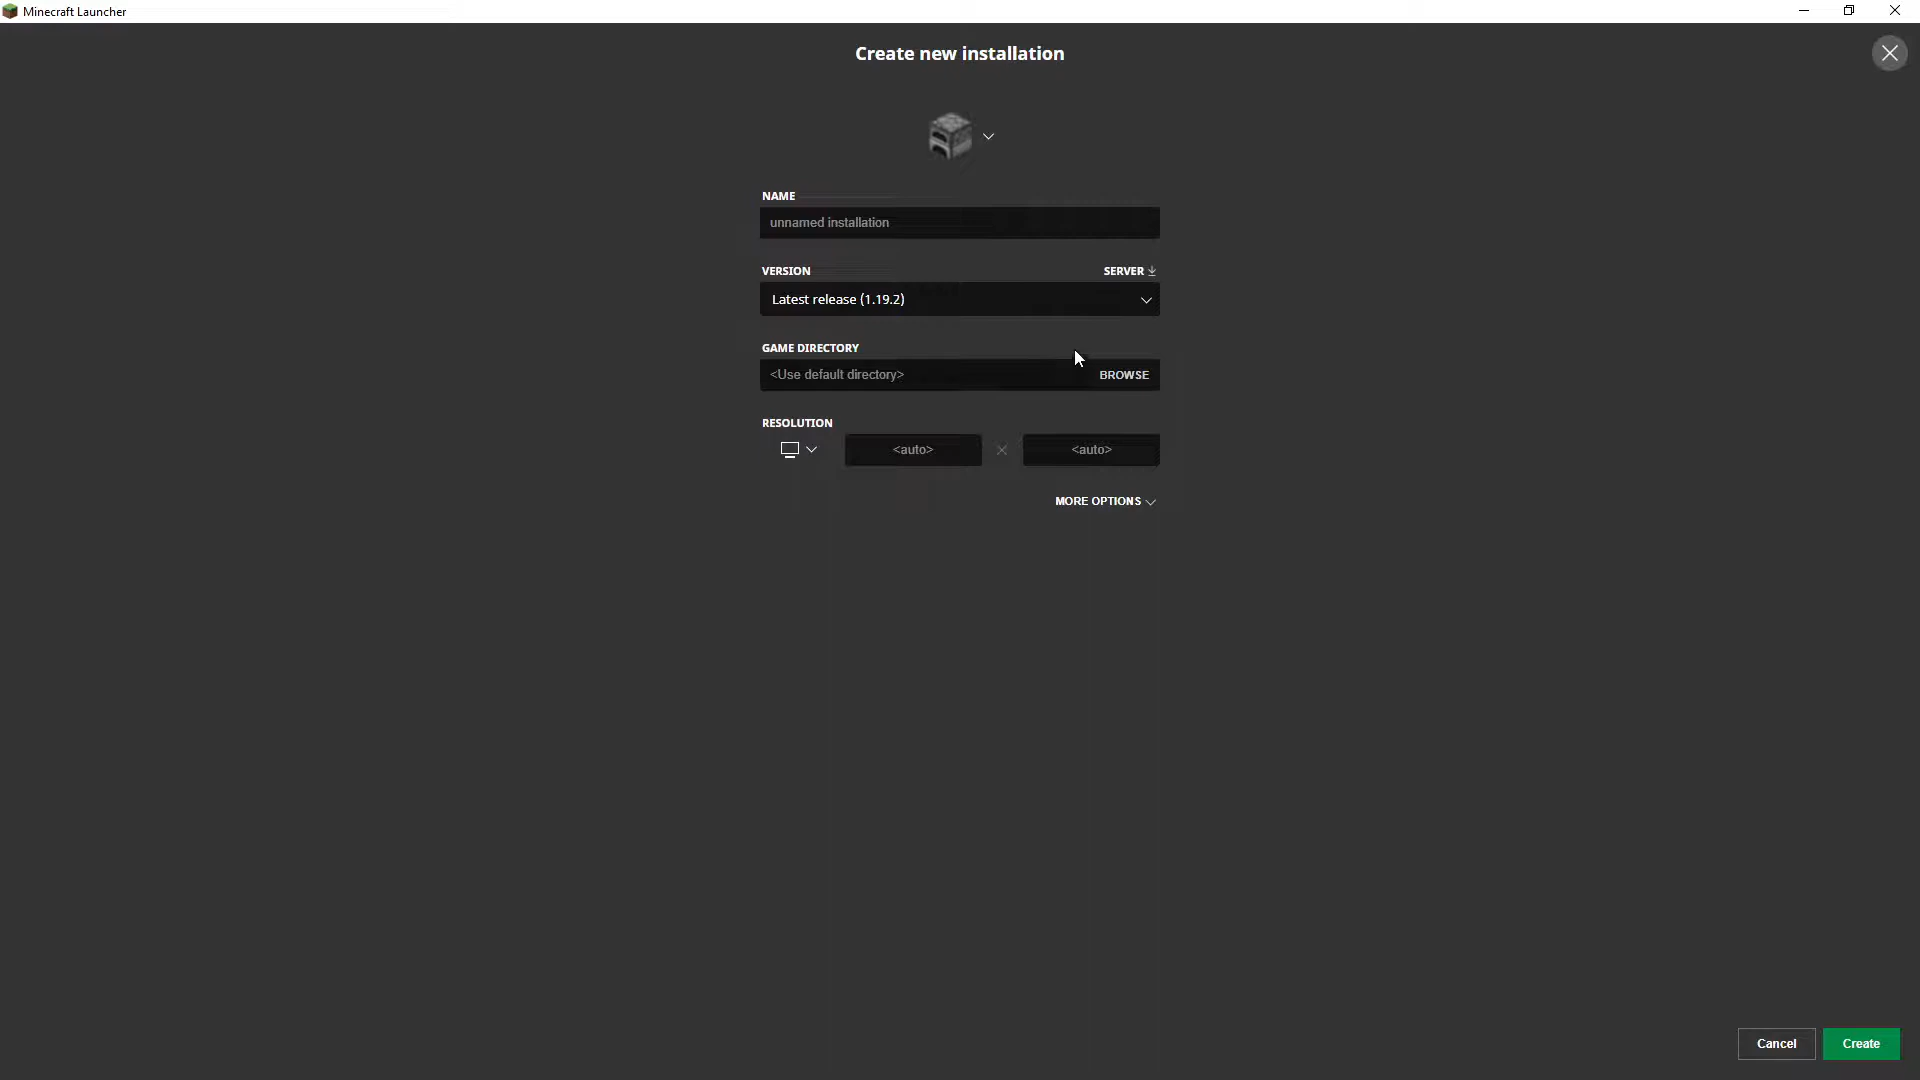 Minecraft Launcher
Create new installation
NAME
unnamed installation
VERSION
SERVER
Latest release (1.19.2)
GAME DIRECTORY
<Use default directory>
BROWSE
RESOLUTION
<auto>
<auto>
MORE OPTIONS
Cancel
Create